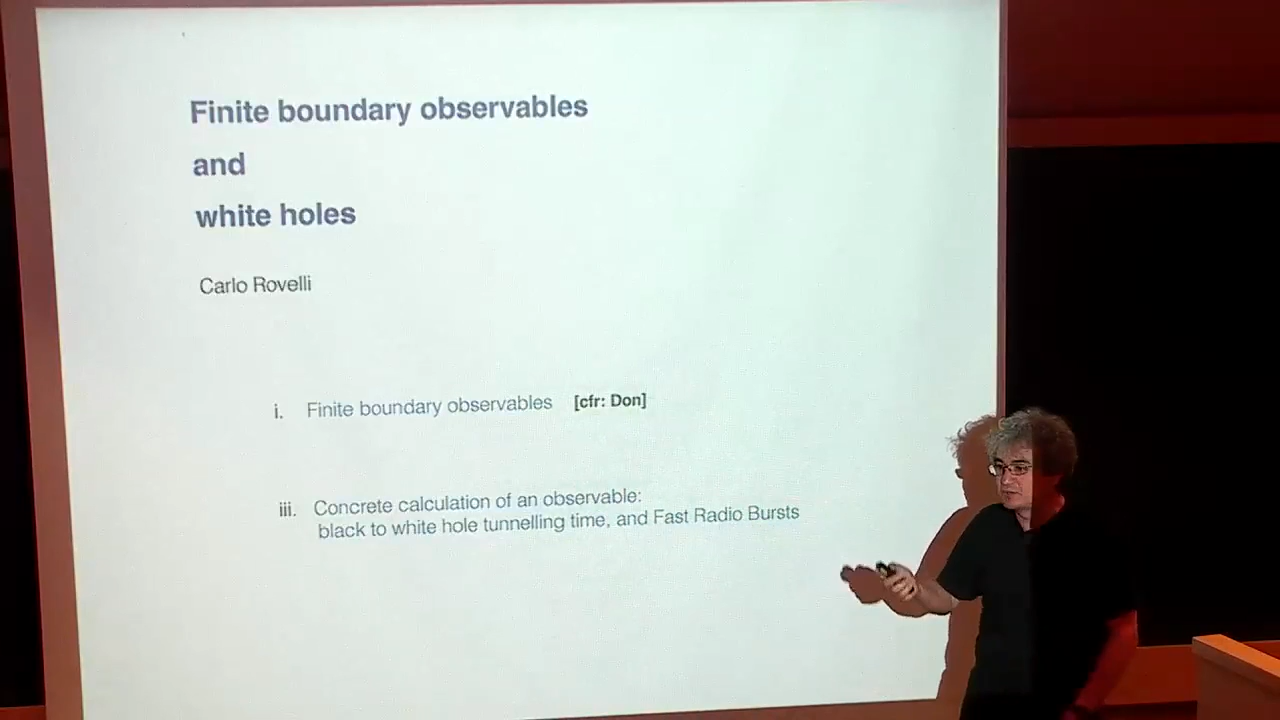 Finite boundary observables
and
white holes
Carlo Rovelli
i. Finite boundary observables [cfr: Don]
iii. Concrete calculation of an observable:
black to white hole tunnelling time, and Fast Radio Bursts